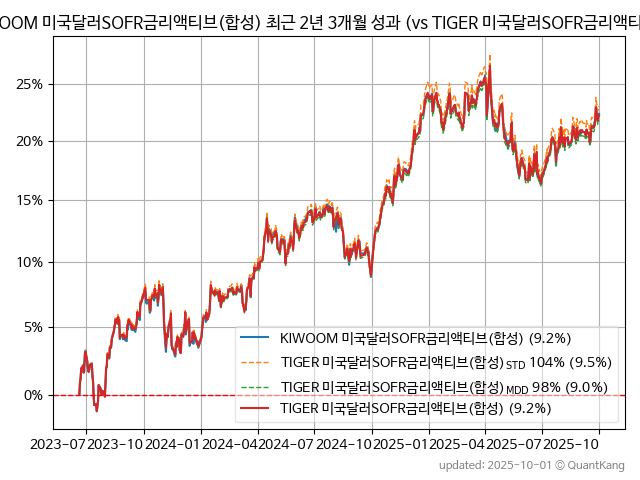 OOM 미국달러SOFR금리액티브(합성) 최근 2년 3개월 성과 (vs TIGER 미국달러SOFR금리액티
25%
20%
15%
10%
5%
0%
KIWOOM 미국달러SOFR금리액티브(합성) (9.2%)
TIGER 미국달러SOFR금리액티브(합성) STD 104% (9.5%)
TIGER 미국달러SOFR금리액티브(합성) MDD 98% (9.0%)
TIGER 미국달러SOFR금리액티브(합성) (9.2%)
2023-07 2023-10 2024-01 2024-04 2024-07 2024-10 2025-01 2025-04 2025-07 2025-10
updated: 2025-10-01 © QuantKang